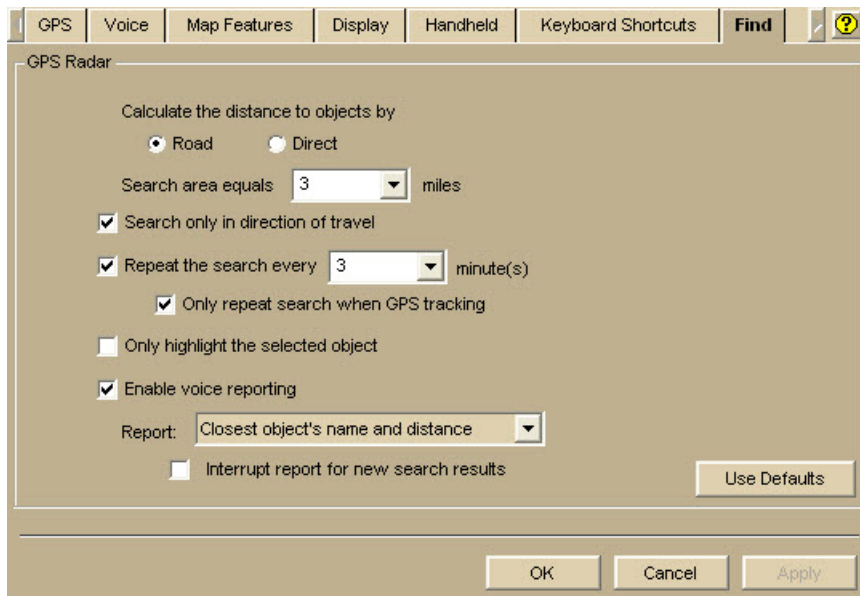 GPS Voice Map Features Display Handheld Keyboard Shortcuts Find ?
GPS Radar
Calculate the distance to objects by
Road Direct
Search area equals 3 miles
Search only in direction of travel
Repeat the search every 3 minute(s)
Only repeat search when GPS tracking
Only highlight the selected object
Enable voice reporting
Report: Closest object's name and distance
Interrupt report for new search results
Use Defaults
OK Cancel Apply